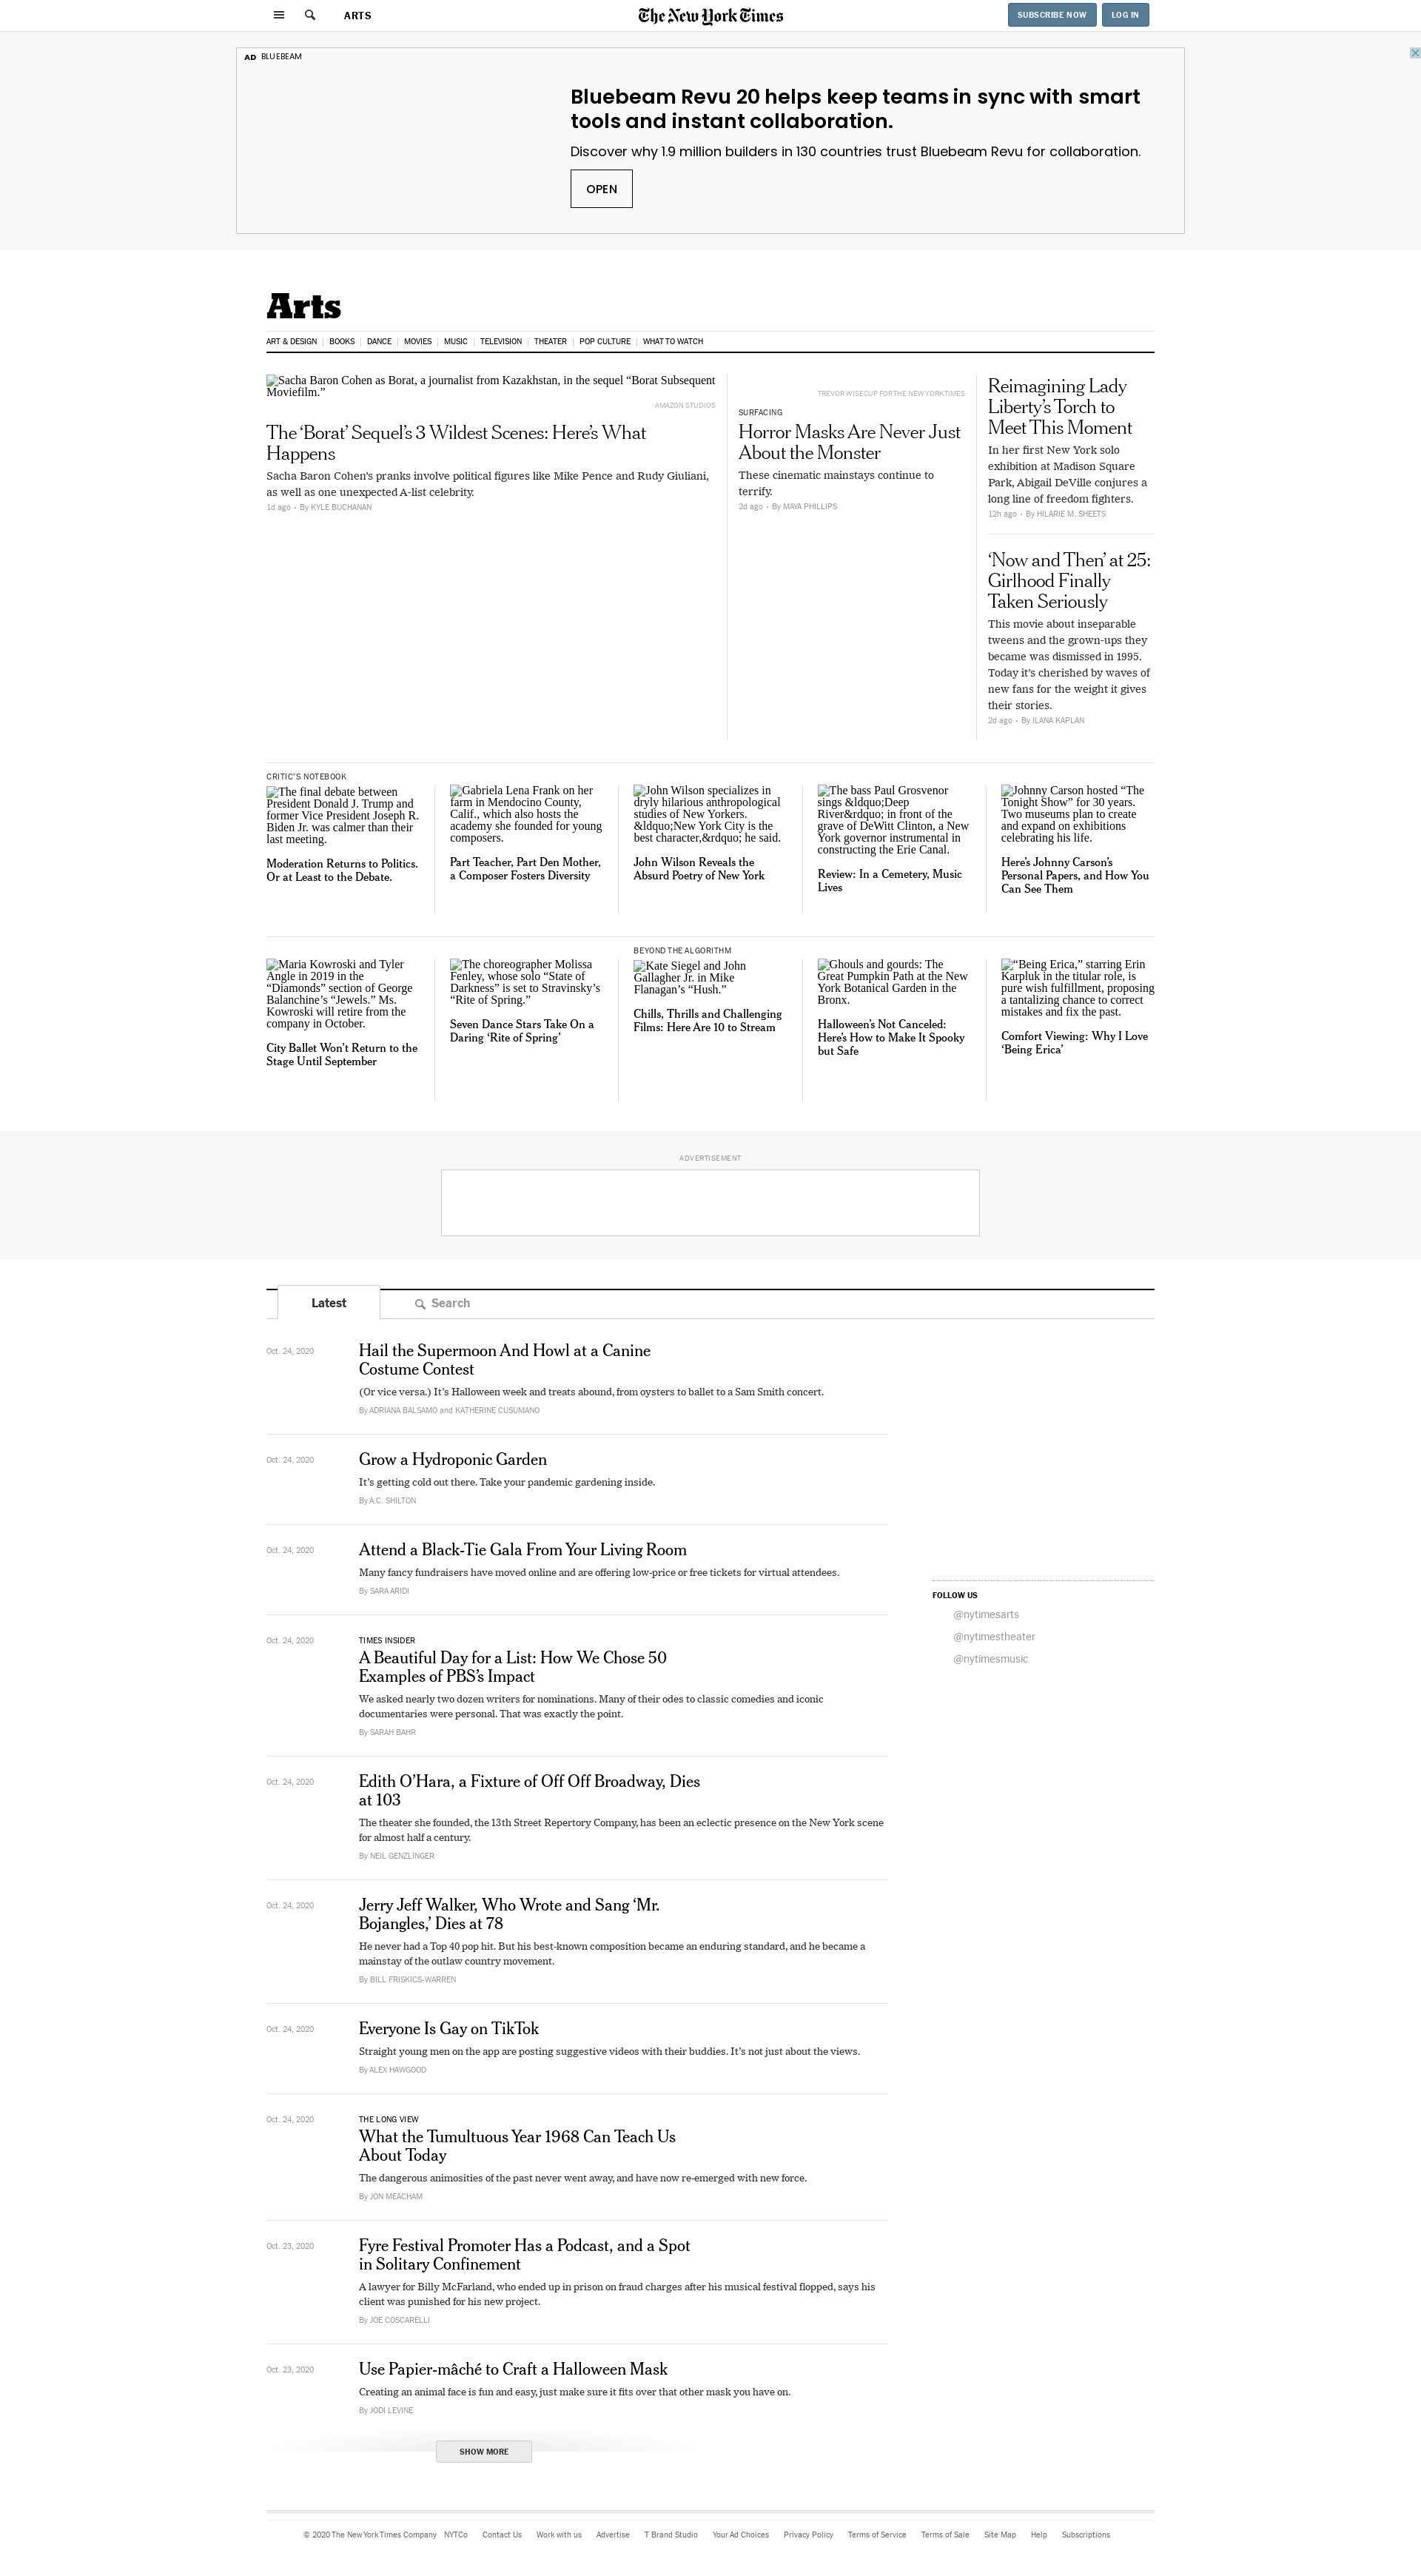 ARTS
The New York Times
SUBSCRIBE NOW
LOG IN
AD BLUEBEAM
Bluebeam Revu 20 helps keep teams in sync with smart
tools and instant collaboration.
Discover why 1.9 million builders in 130 countries trust Bluebeam Revu for collaboration.
OPEN
Arts
ART & DESIGN | BOOKS | DANCE | MOVIES | MUSIC | TELEVISION | THEATER | POP CULTURE | WHAT TO WATCH
Sacha Baron Cohen as Borat, a journalist from Kazakhstan, in the sequel “Borat Subsequent
Moviefilm.”
AMAZON STUDIOS
The ‘Borat’ Sequel’s 3 Wildest Scenes: Here’s What
Happens
Sacha Baron Cohen’s pranks involve political figures like Mike Pence and Rudy Giuliani,
as well as one unexpected A-list celebrity.
1d ago • By KYLE BUCHANAN
TREVOR WISECUP FOR THE NEW YORK TIMES
SURFACING
Horror Masks Are Never Just
About the Monster
These cinematic mainstays continue to
terrify.
2d ago • By MAYA PHILLIPS
Reimagining Lady
Liberty’s Torch to
Meet This Moment
In her first New York solo
exhibition at Madison Square
Park, Abigail DeVille conjures a
long line of freedom fighters.
12h ago • By HILARIE M. SHEETS
‘Now and Then’ at 25:
Girlhood Finally
Taken Seriously
This movie about inseparable
tweens and the grown-ups they
became was dismissed in 1995.
Today it’s cherished by waves of
new fans for the weight it gives
their stories.
2d ago • By ILANA KAPLAN
CRITIC’S NOTEBOOK
The final debate between
President Donald J. Trump and
former Vice President Joseph R.
Biden Jr. was calmer than their
last meeting.
Moderation Returns to Politics.
Or at Least to the Debate.
Gabriela Lena Frank on her
farm in Mendocino County,
Calif., which also hosts the
academy she founded for young
composers.
Part Teacher, Part Den Mother,
a Composer Fosters Diversity
John Wilson specializes in
dryly hilarious anthropological
studies of New Yorkers.
&ldquo;New York City is the
best character,&rdquo; he said.
John Wilson Reveals the
Absurd Poetry of New York
The bass Paul Grosvenor
sings &ldquo;Deep
River&rdquo; in front of the
grave of DeWitt Clinton, a New
York governor instrumental in
constructing the Erie Canal.
Review: In a Cemetery, Music
Lives
Johnny Carson hosted “The
Tonight Show” for 30 years.
Two museums plan to create
and expand on exhibitions
celebrating his life.
Here’s Johnny Carson’s
Personal Papers, and How You
Can See Them
Maria Kowroski and Tyler
Angle in 2019 in the
“Diamonds” section of George
Balanchine’s “Jewels.” Ms.
Kowroski will retire from the
company in October.
City Ballet Won’t Return to the
Stage Until September
The choreographer Molissa
Fenley, whose solo “State of
Darkness” is set to Stravinsky’s
“Rite of Spring.”
Seven Dance Stars Take On a
Daring ‘Rite of Spring’
BEYOND THE ALGORITHM
Kate Siegel and John
Gallagher Jr. in Mike
Flanagan’s “Hush.”
Chills, Thrills and Challenging
Films: Here Are 10 to Stream
Ghouls and gourds: The
Great Pumpkin Path at the New
York Botanical Garden in the
Bronx.
Halloween’s Not Canceled:
Here’s How to Make It Spooky
but Safe
“Being Erica,” starring Erin
Karpluk in the titular role, is
pure wish fulfillment, proposing
a tantalizing chance to correct
mistakes and fix the past.
Comfort Viewing: Why I Love
‘Being Erica’
ADVERTISEMENT
Latest
Search
Oct. 24, 2020
Hail the Supermoon And Howl at a Canine
Costume Contest
(Or vice versa.) It’s Halloween week and treats abound, from oysters to ballet to a Sam Smith concert.
By ADRIANA BALSAMO and KATHERINE CUSUMANO
Oct. 24, 2020
Grow a Hydroponic Garden
It’s getting cold out there. Take your pandemic gardening inside.
By A.C. SHILTON
Oct. 24, 2020
Attend a Black-Tie Gala From Your Living Room
Many fancy fundraisers have moved online and are offering low-price or free tickets for virtual attendees.
By SARA ARIDI
Oct. 24, 2020
TIMES INSIDER
A Beautiful Day for a List: How We Chose 50
Examples of PBS’s Impact
We asked nearly two dozen writers for nominations. Many of their odes to classic comedies and iconic
documentaries were personal. That was exactly the point.
By SARAH BAHR
Oct. 24, 2020
Edith O’Hara, a Fixture of Off Off Broadway, Dies
at 103
The theater she founded, the 13th Street Repertory Company, has been an eclectic presence on the New York scene
for almost half a century.
By NEIL GENZLINGER
Oct. 24, 2020
Jerry Jeff Walker, Who Wrote and Sang ‘Mr.
Bojangles,’ Dies at 78
He never had a Top 40 pop hit. But his best-known composition became an enduring standard, and he became a
mainstay of the outlaw country movement.
By BILL FRISKICS-WARREN
Oct. 24, 2020
Everyone Is Gay on TikTok
Straight young men on the app are posting suggestive videos with their buddies. It’s not just about the views.
By ALEX HAWGOOD
Oct. 24, 2020
THE LONG VIEW
What the Tumultuous Year 1968 Can Teach Us
About Today
The dangerous animosities of the past never went away, and have now re-emerged with new force.
By JON MEACHAM
Oct. 23, 2020
Fyre Festival Promoter Has a Podcast, and a Spot
in Solitary Confinement
A lawyer for Billy McFarland, who ended up in prison on fraud charges after his musical festival flopped, says his
client was punished for his new project.
By JOE COSCARELLI
Oct. 23, 2020
Use Papier-mâché to Craft a Halloween Mask
Creating an animal face is fun and easy, just make sure it fits over that other mask you have on.
By JODI LEVINE
SHOW MORE
FOLLOW US
@nytimesarts
@nytimestheater
@nytimesmusic
© 2020 The New York Times Company NYTCo Contact Us Work with us Advertise T Brand Studio Your Ad Choices Privacy Policy Terms of Service Terms of Sale Site Map Help Subscriptions